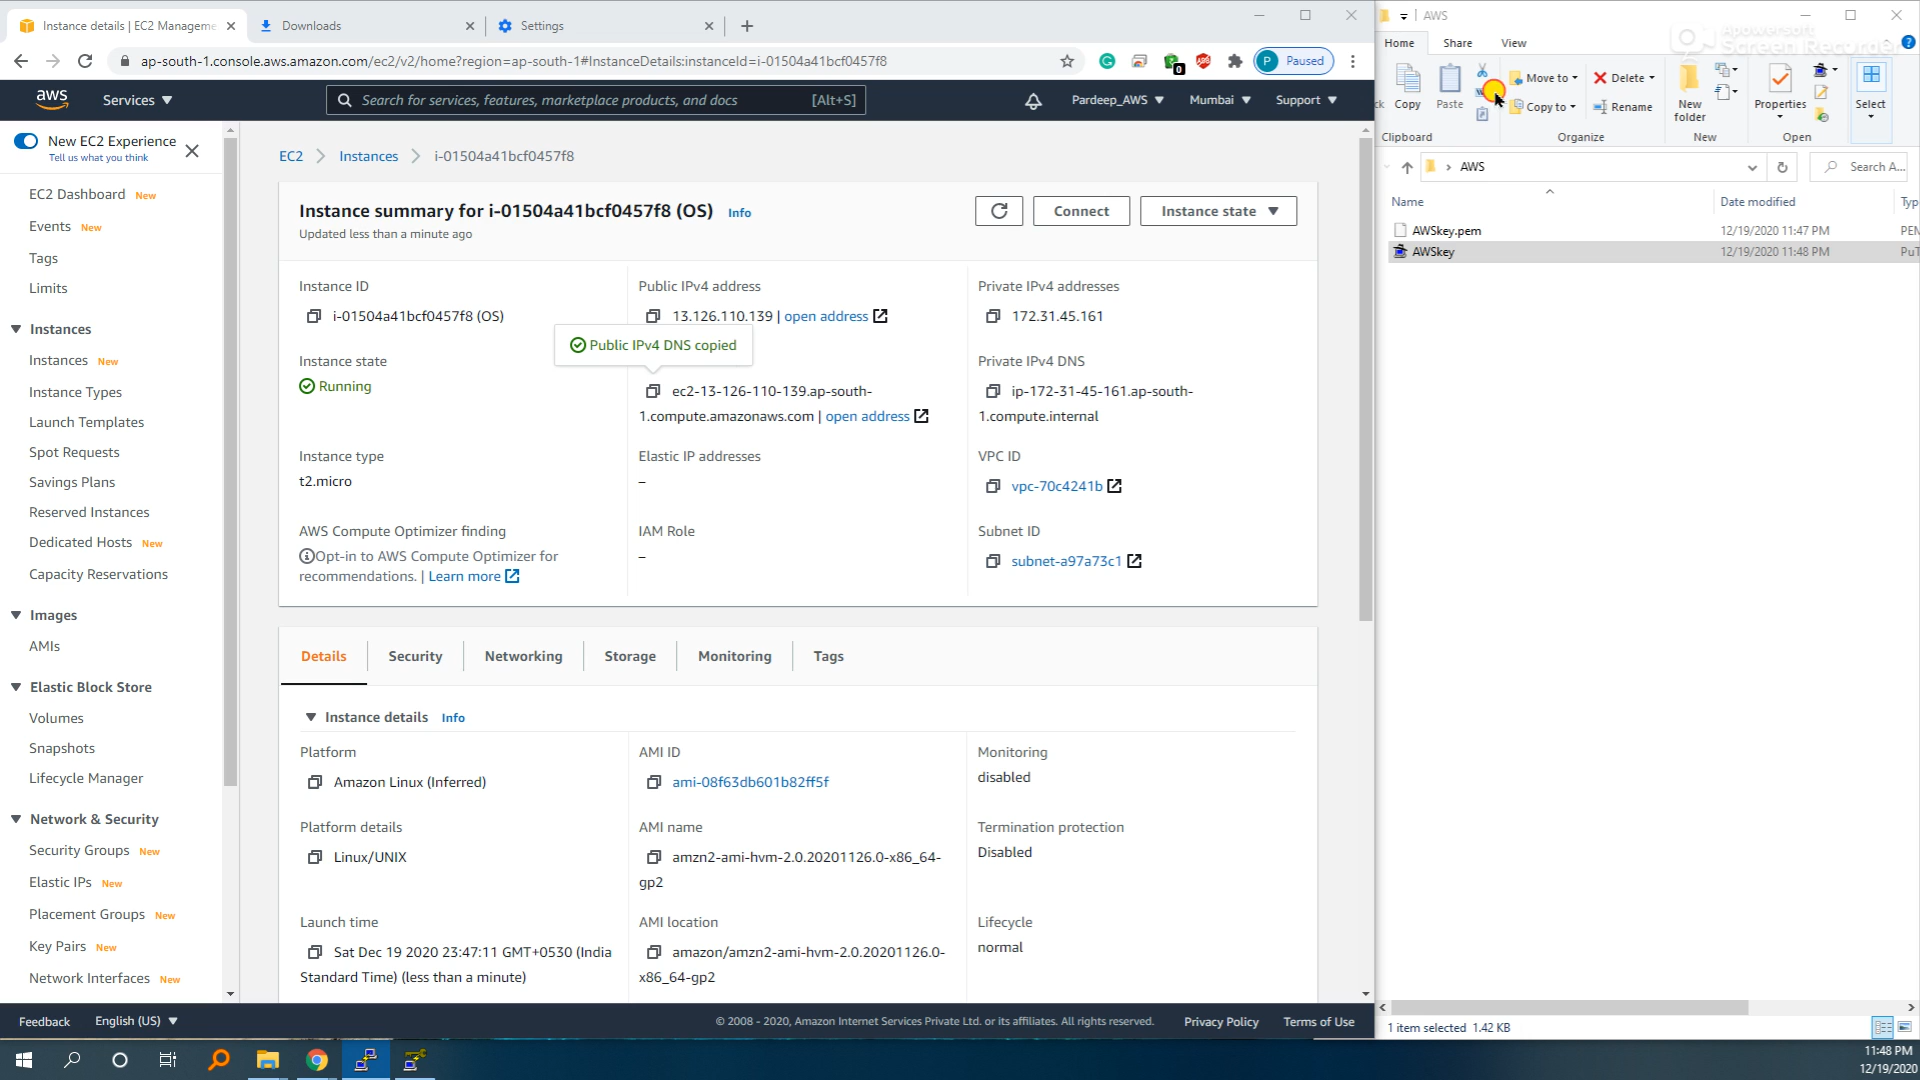 Instance details | EC2 Manageme
Downloads
Settings
ap-south-1.console.aws.amazon.com/ec2/v2/home?region=ap-south-1#InstanceDetails:instanceId=i-01504a41bcf0457f8
0
P Paused
aws
Services
Search for services, features, marketplace products, and docs [Alt+S]
Pardeep_AWS
Mumbai
Support
New EC2 Experience
Tell us what you think
EC2 Dashboard New
Events New
Tags
Limits
Instances
Instances New
Instance Types
Launch Templates
Spot Requests
Savings Plans
Reserved Instances
Dedicated Hosts New
Capacity Reservations
Images
AMIs
Elastic Block Store
Volumes
Snapshots
Lifecycle Manager
Network & Security
Security Groups New
Elastic IPs New
Placement Groups New
Key Pairs New
Network Interfaces New
EC2 > Instances > i-01504a41bcf0457f8
Instance summary for i-01504a41bcf0457f8 (OS) Info
Updated less than a minute ago
Connect
Instance state
Instance ID
i-01504a41bcf0457f8 (OS)
Public IPv4 address
13.126.110.139 | open address
Private IPv4 addresses
172.31.45.161
Public IPv4 DNS copied
Instance state
Running
ec2-13-126-110-139.ap-south-
1.compute.amazonaws.com | open address
Private IPv4 DNS
ip-172-31-45-161.ap-south-
1.compute.internal
Instance type
t2.micro
Elastic IP addresses
–
VPC ID
vpc-70c4241b
AWS Compute Optimizer finding
Opt-in to AWS Compute Optimizer for
recommendations. | Learn more
IAM Role
–
Subnet ID
subnet-a97a73c1
Details
Security
Networking
Storage
Monitoring
Tags
Instance details Info
Platform
Amazon Linux (Inferred)
AMI ID
ami-08f63db601b82ff5f
Monitoring
disabled
Platform details
Linux/UNIX
AMI name
amzn2-ami-hvm-2.0.20201126.0-x86_64-
gp2
Termination protection
Disabled
Launch time
Sat Dec 19 2020 23:47:11 GMT+0530 (India
Standard Time) (less than a minute)
AMI location
amazon/amzn2-ami-hvm-2.0.20201126.0-
x86_64-gp2
Lifecycle
normal
Feedback
English (US)
© 2008 - 2020, Amazon Internet Services Private Ltd. or its affiliates. All rights reserved.
Privacy Policy
Terms of Use
AWS
Apowersoft
Screen Recorder
Home
Share
View
Copy
Paste
Move to
Copy to
Delete
Rename
New
folder
Properties
Select
Clipboard
Organize
New
Open
AWS
Search A...
Name
Date modified
Typ
AWSkey.pem
12/19/2020 11:47 PM
PEM
AWSkey
12/19/2020 11:48 PM
PuT
1 item selected 1.42 KB
11:48 PM
12/19/2020